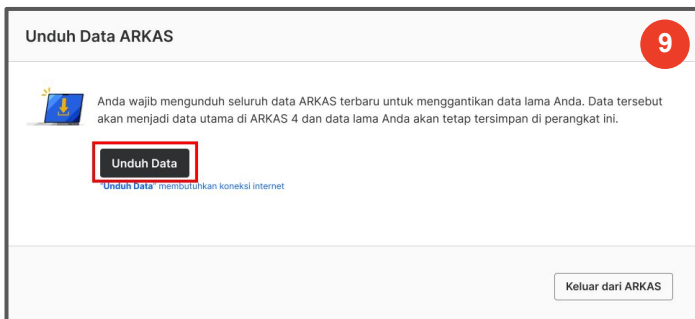 Unduh Data ARKAS
9
Anda wajib mengunduh seluruh data ARKAS terbaru untuk menggantikan data lama Anda. Data tersebut
akan menjadi data utama di ARKAS 4 dan data lama Anda akan tetap tersimpan di perangkat ini.
Unduh Data
"Unduh Data" membutuhkan koneksi internet
Keluar dari ARKAS